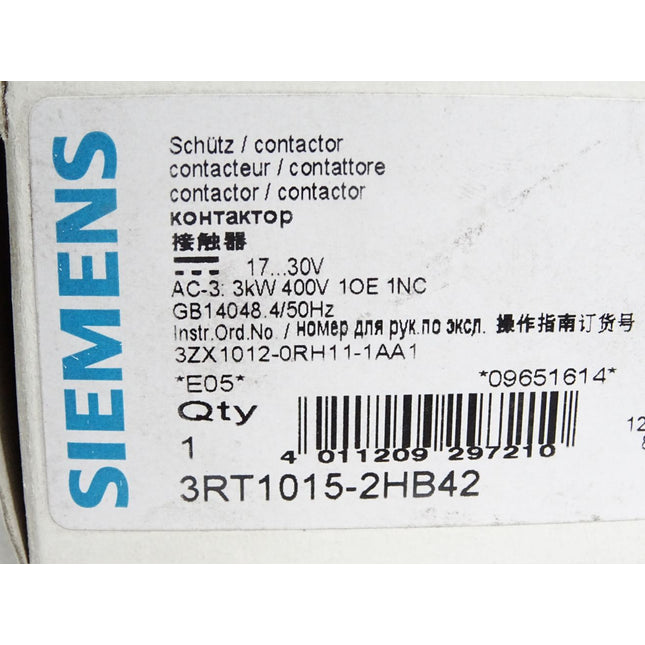 SIEMENS
Schütz / contactor
contacteur / contattore
contactor / contactor
контактор
接触器
17...30V
AC-3: 3kW 400V 1OE 1NC
GB14048.4/50Hz
Instr.Ord.No. / номер для рук.по эксл. 操作指南订货号
3ZX1012-0RH11-1AA1
*E05* *09651614*
Qty
1
12
4 011209 297210
3RT1015-2HB42